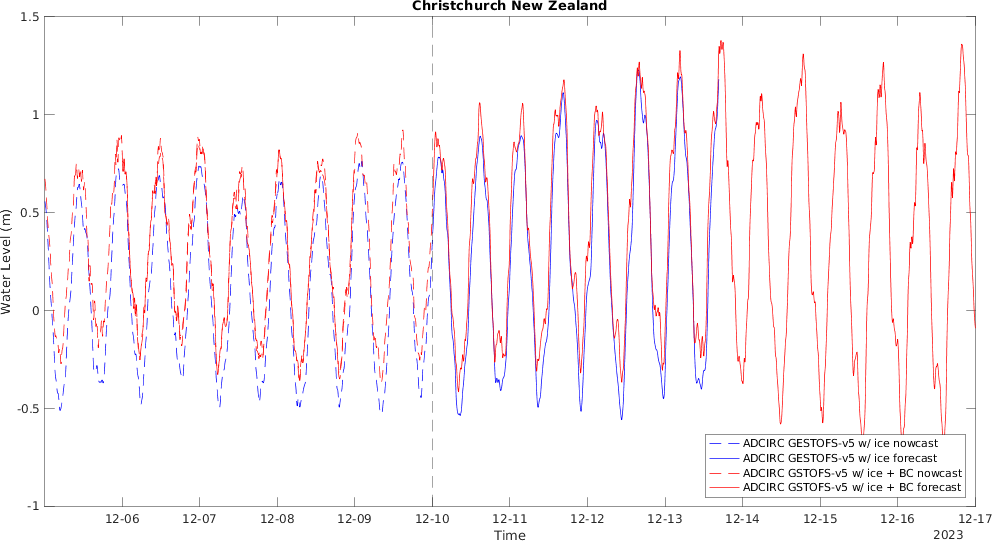 Christchurch New Zealand
1.5
1
0.5
0
-0.5
-1
Water Level (m)
ADCIRC GESTOFS-v5 w/ ice nowcast
ADCIRC GESTOFS-v5 w/ ice forecast
ADCIRC GSTOFS-v5 w/ ice + BC nowcast
ADCIRC GSTOFS-v5 w/ ice + BC forecast
12-06 12-07 12-08 12-09 12-10 12-11 12-12 12-13 12-14 12-15 12-16 12-17
Time
2023